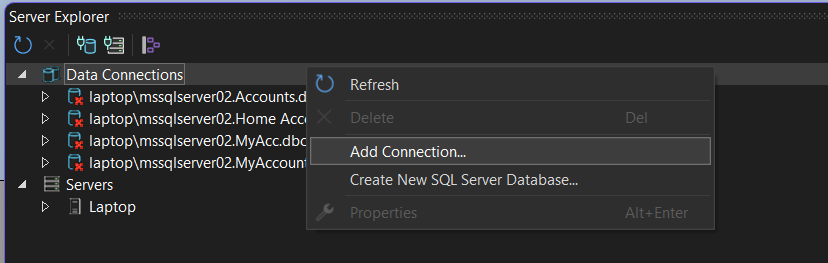 Server Explorer
Data Connections
laptop\mssqlserver02.Accounts.d
laptop\mssqlserver02.Home Acc
laptop\mssqlserver02.MyAcc.dbo
laptop\mssqlserver02.MyAccount
Servers
Laptop
Refresh
Delete Del
Add Connection...
Create New SQL Server Database...
Properties Alt+Enter